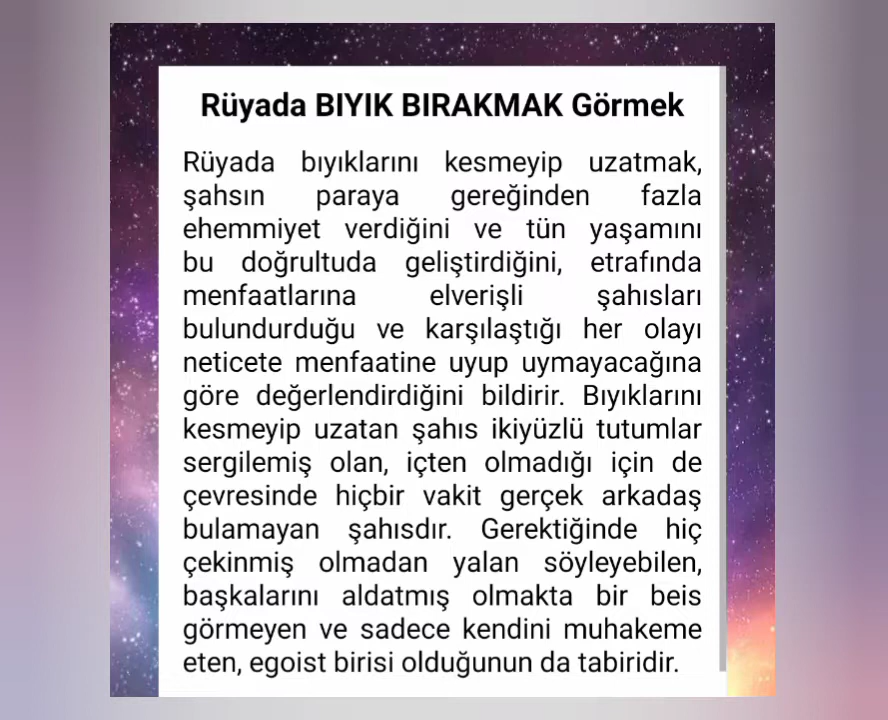 Rüyada BIYIK BIRAKMAK Görmek
Rüyada bıyıklarını kesmeyip uzatmak,
şahsın paraya gereğinden fazla
ehemmiyet verdiğini ve tün yaşamını
bu doğrultuda geliştirdiğini, etrafında
menfaatlarına elverişli şahısları
bulundurduğu ve karşılaştığı her olayı
neticete menfaatine uyup uymayacağına
göre değerlendirdiğini bildirir. Bıyıklarını
kesmeyip uzatan şahıs ikiyüzlü tutumlar
sergilemiş olan, içten olmadığı için de
çevresinde hiçbir vakit gerçek arkadaş
bulamayan şahısdır. Gerektiğinde hiç
çekinmiş olmadan yalan söyleyebilen,
başkalarını aldatmış olmakta bir beis
görmeyen ve sadece kendini muhakeme
eten, egoist birisi olduğunun da tabiridir.